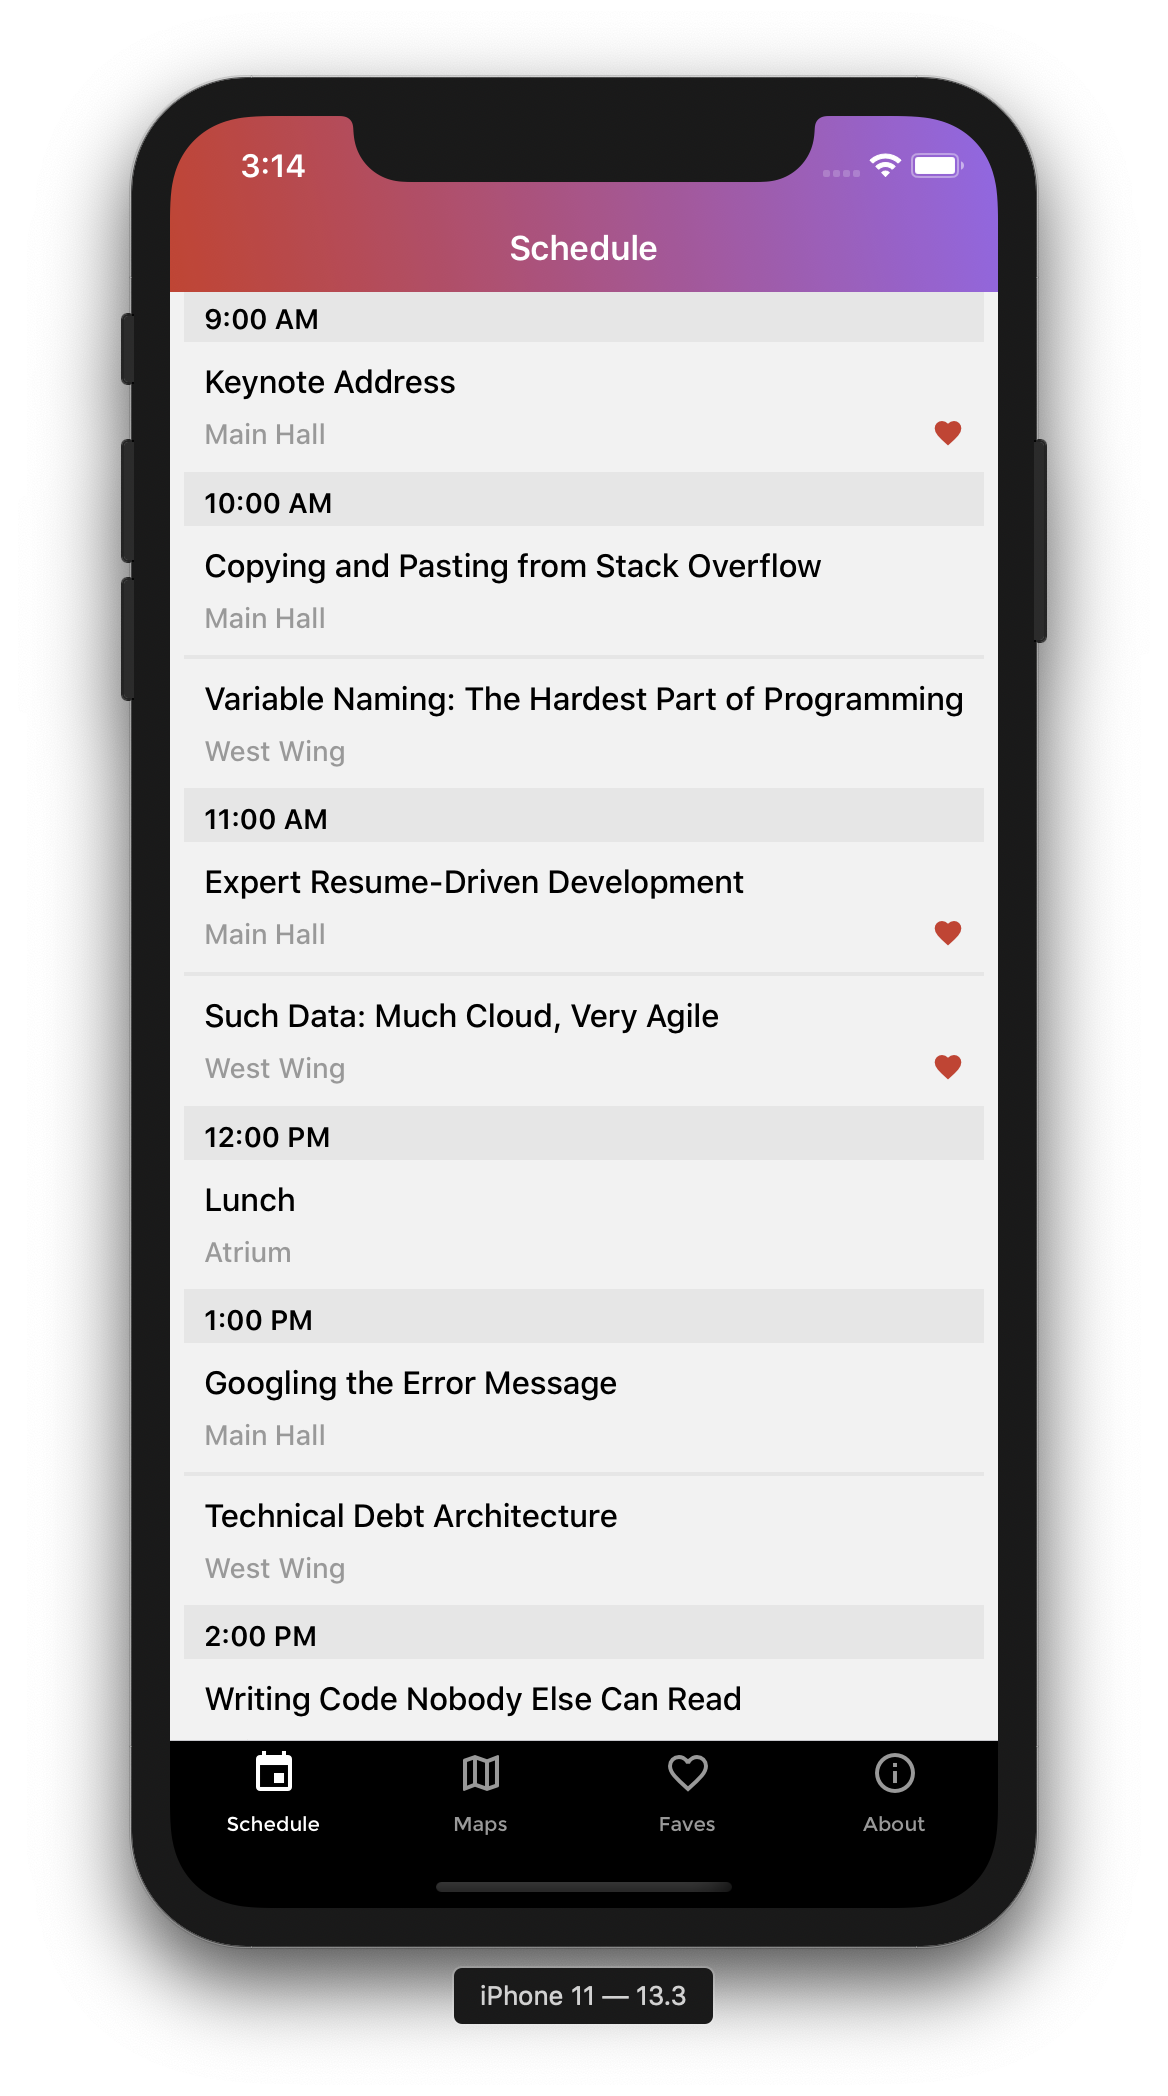 3:14
Schedule
9:00 AM
Keynote Address
Main Hall
10:00 AM
Copying and Pasting from Stack Overflow
Main Hall
Variable Naming: The Hardest Part of Programming
West Wing
11:00 AM
Expert Resume-Driven Development
Main Hall
Such Data: Much Cloud, Very Agile
West Wing
12:00 PM
Lunch
Atrium
1:00 PM
Googling the Error Message
Main Hall
Technical Debt Architecture
West Wing
2:00 PM
Writing Code Nobody Else Can Read
Schedule Maps Faves About
iPhone 11 — 13.3